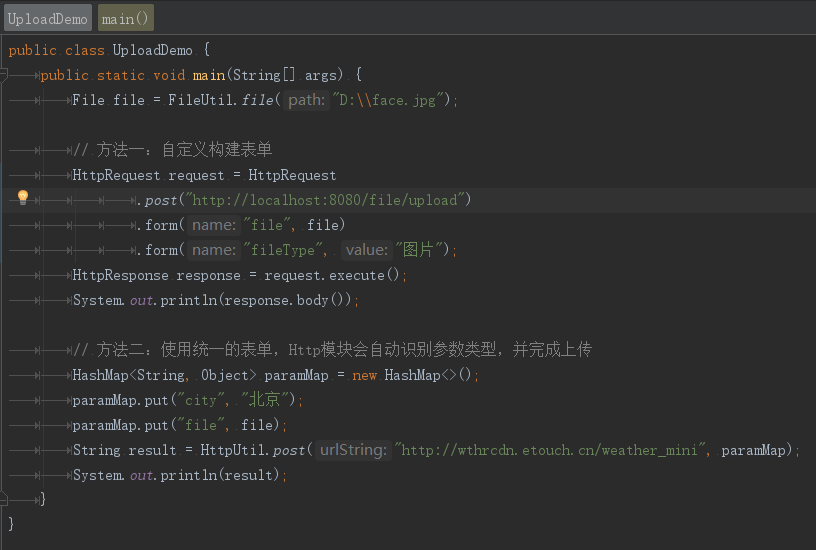 UploadDemo main()
public class UploadDemo {
public static void main(String[] args) {
File file = FileUtil.file( path: "D:\\face.jpg");
// 方法一：自定义构建表单
HttpRequest request = HttpRequest
.post("http://localhost:8080/file/upload")
.form( name: "file", file)
.form( name: "fileType", value: "图片");
HttpResponse response = request.execute();
System.out.println(response.body());
// 方法二：使用统一的表单，Http模块会自动识别参数类型，并完成上传
HashMap<String, Object> paramMap = new HashMap<>();
paramMap.put("city", "北京");
paramMap.put("file", file);
String result = HttpUtil.post( urlString: "http://wthrcdn.etouch.cn/weather_mini", paramMap);
System.out.println(result);
}
}